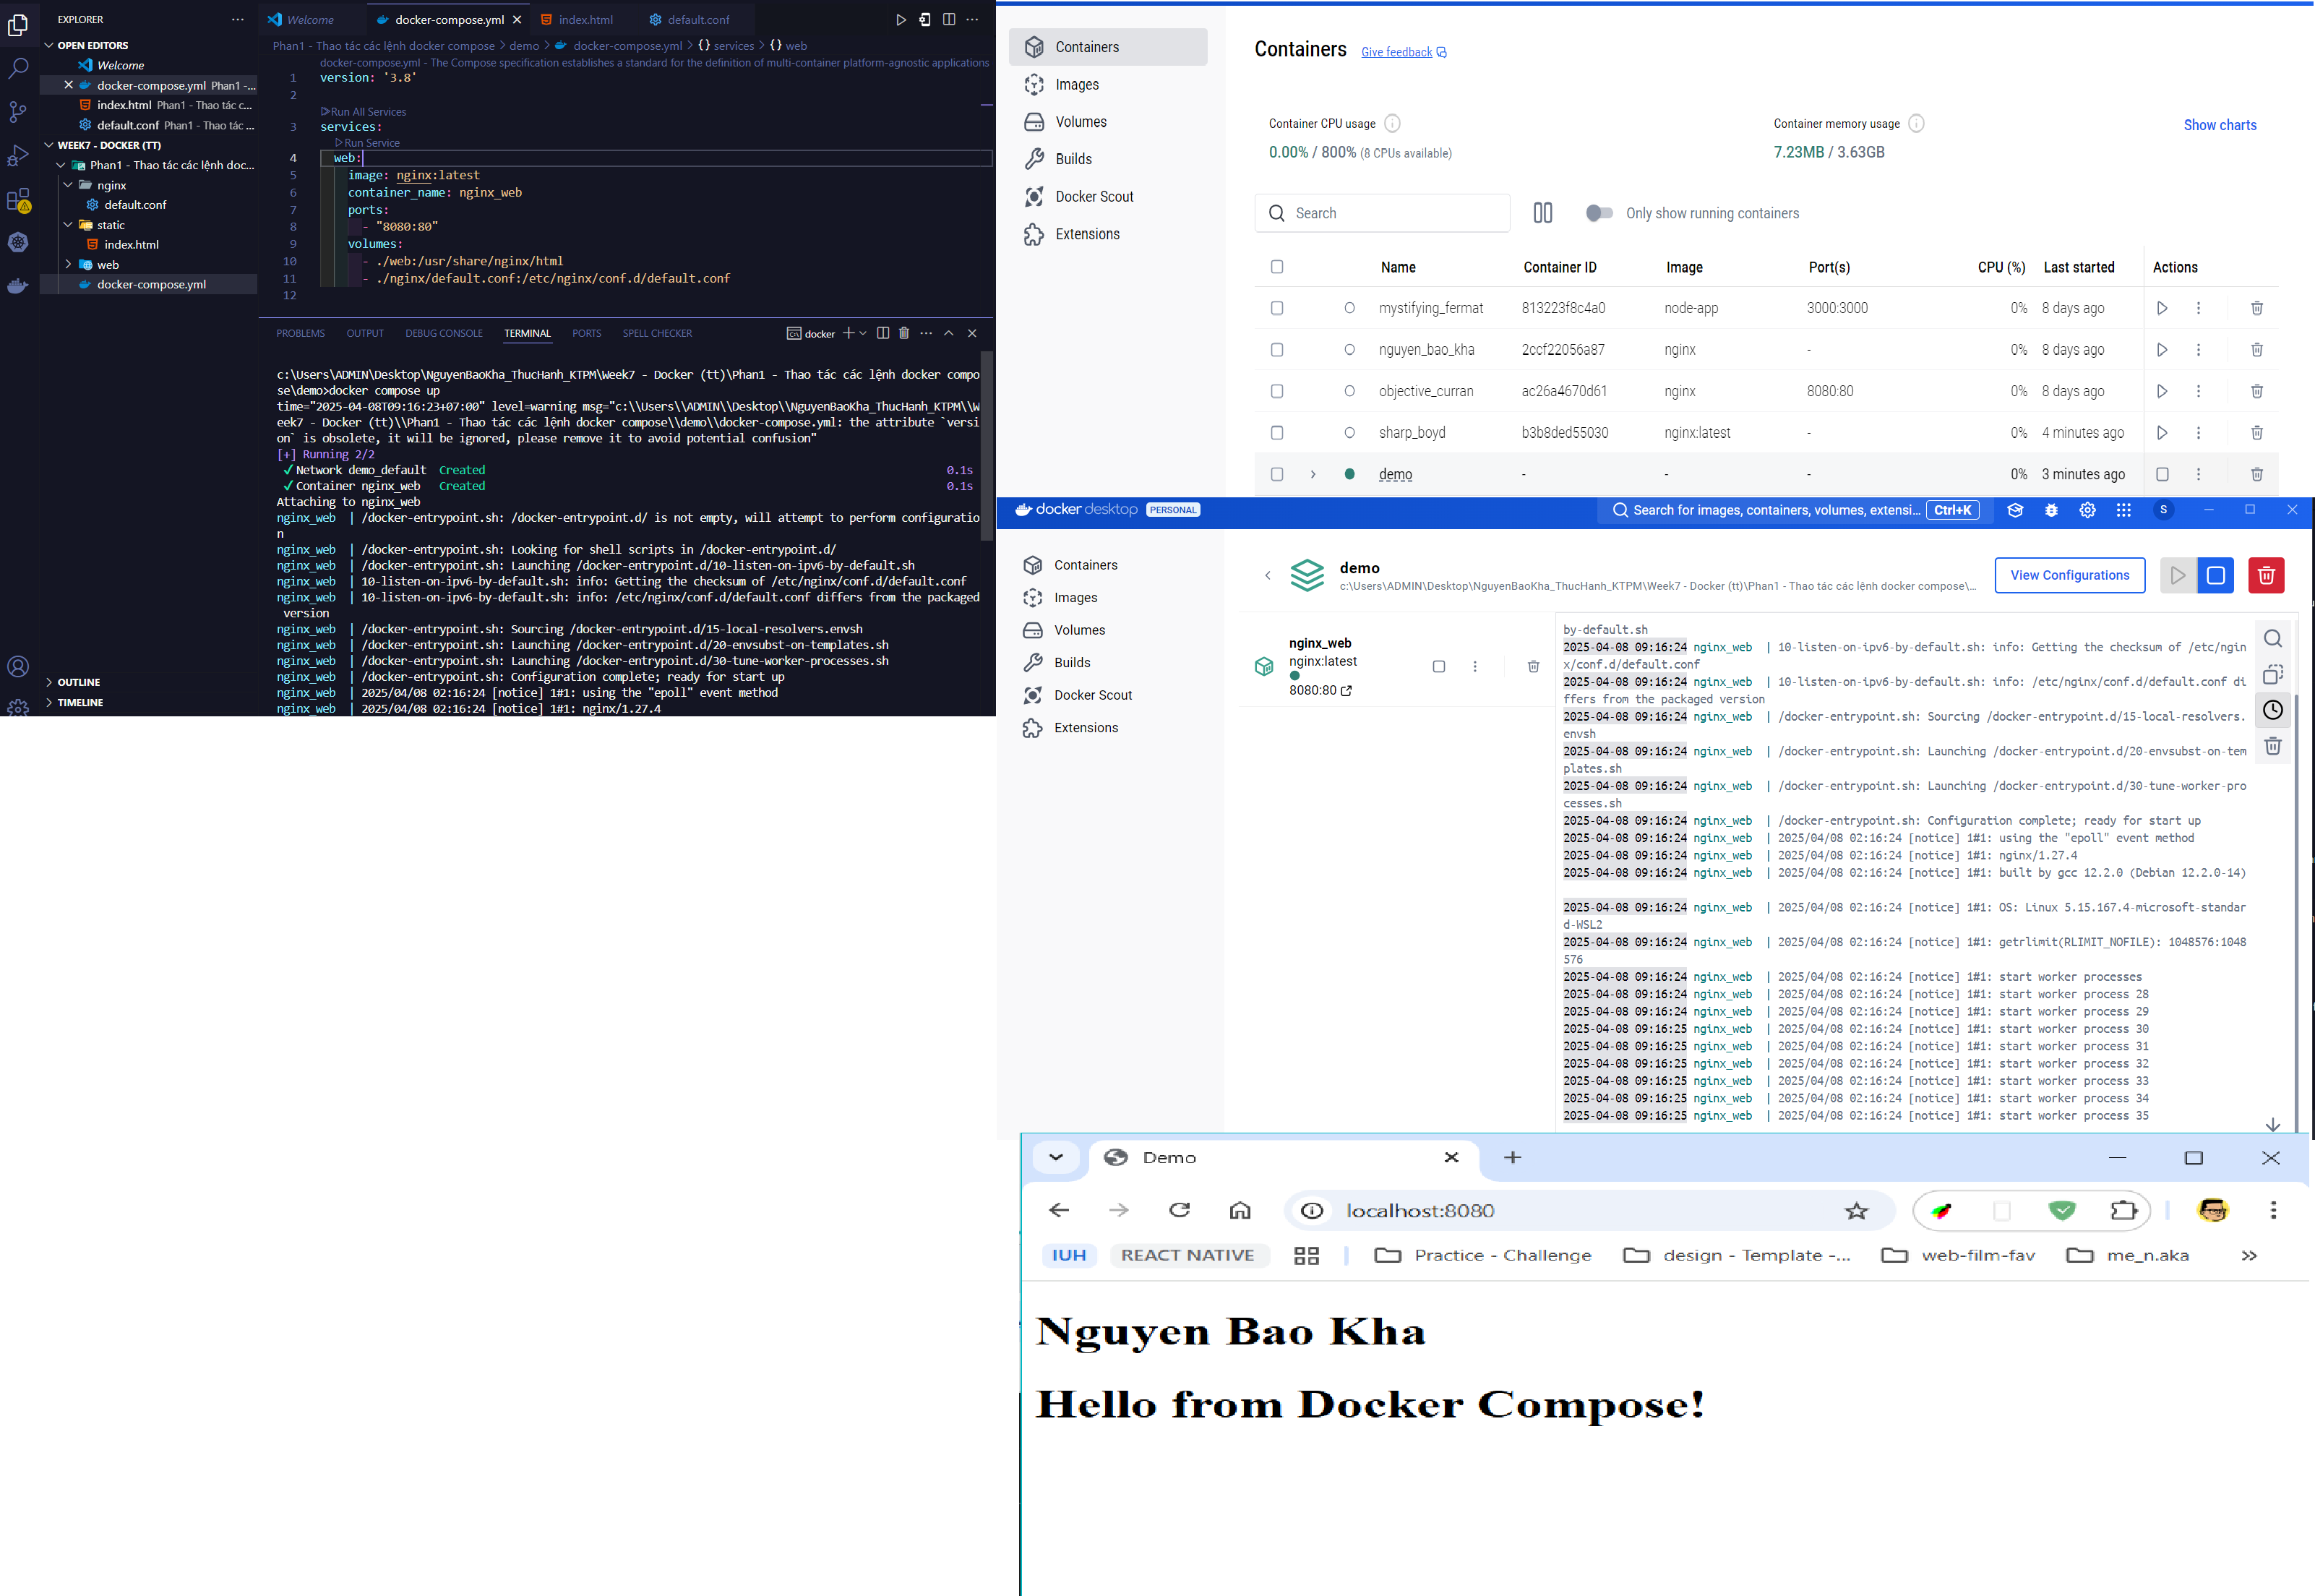 EXPLORER
OPEN EDITORS
Welcome
docker-compose.yml Phan1 -...
index.html Phan1 - Thao tác c...
default.conf Phan1 - Thao tác ...
WEEK7 - DOCKER (TT)
Phan1 - Thao tác các lệnh doc...
nginx
default.conf
static
index.html
web
docker-compose.yml
OUTLINE
TIMELINE
Welcome
docker-compose.yml
index.html
default.conf
Phan1 - Thao tác các lệnh docker compose > demo > docker-compose.yml > {} services > {} web
docker-compose.yml - The Compose specification establishes a standard for the definition of multi-container platform-agnostic applications
1 version: '3.8'
2
Run All Services
3 services:
Run Service
4 web:
5 image: nginx:latest
6 container_name: nginx_web
7 ports:
8 - "8080:80"
9 volumes:
10 - ./web:/usr/share/nginx/html
11 - ./nginx/default.conf:/etc/nginx/conf.d/default.conf
12
PROBLEMS OUTPUT DEBUG CONSOLE TERMINAL PORTS SPELL CHECKER
docker
c:\Users\ADMIN\Desktop\NguyenBaoKha_ThucHanh_KTPM\Week7 - Docker (tt)\Phan1 - Thao tác các lệnh docker compo
se\demo>docker compose up
time="2025-04-08T09:16:23+07:00" level=warning msg="c:\\Users\\ADMIN\\Desktop\\NguyenBaoKha_ThucHanh_KTPM\\W
eek7 - Docker (tt)\\Phan1 - Thao tác các lệnh docker compose\\demo\\docker-compose.yml: the attribute `versi
on` is obsolete, it will be ignored, please remove it to avoid potential confusion"
[+] Running 2/2
✓ Network demo_default Created 0.1s
✓ Container nginx_web Created 0.1s
Attaching to nginx_web
nginx_web | /docker-entrypoint.sh: /docker-entrypoint.d/ is not empty, will attempt to perform configuratio
n
nginx_web | /docker-entrypoint.sh: Looking for shell scripts in /docker-entrypoint.d/
nginx_web | /docker-entrypoint.sh: Launching /docker-entrypoint.d/10-listen-on-ipv6-by-default.sh
nginx_web | 10-listen-on-ipv6-by-default.sh: info: Getting the checksum of /etc/nginx/conf.d/default.conf
nginx_web | 10-listen-on-ipv6-by-default.sh: info: /etc/nginx/conf.d/default.conf differs from the packaged
version
nginx_web | /docker-entrypoint.sh: Sourcing /docker-entrypoint.d/15-local-resolvers.envsh
nginx_web | /docker-entrypoint.sh: Launching /docker-entrypoint.d/20-envsubst-on-templates.sh
nginx_web | /docker-entrypoint.sh: Launching /docker-entrypoint.d/30-tune-worker-processes.sh
nginx_web | /docker-entrypoint.sh: Configuration complete; ready for start up
nginx_web | 2025/04/08 02:16:24 [notice] 1#1: using the "epoll" event method
nginx_web | 2025/04/08 02:16:24 [notice] 1#1: nginx/1.27.4
Containers
Images
Volumes
Builds
Docker Scout
Extensions
Containers Give feedback
Container CPU usage
0.00% / 800% (8 CPUs available)
Container memory usage
7.23MB / 3.63GB
Show charts
Search
Only show running containers
Name Container ID Image Port(s) CPU (%) Last started Actions
mystifying_fermat 813223f8c4a0 node-app 3000:3000 0% 8 days ago
nguyen_bao_kha 2ccf22056a87 nginx - 0% 8 days ago
objective_curran ac26a4670d61 nginx 8080:80 0% 8 days ago
sharp_boyd b3b8ded55030 nginx:latest - 0% 4 minutes ago
demo - - - 0% 3 minutes ago
docker desktop PERSONAL
Search for images, containers, volumes, extensi... Ctrl+K
S
Containers
Images
Volumes
Builds
Docker Scout
Extensions
demo
c:\Users\ADMIN\Desktop\NguyenBaoKha_ThucHanh_KTPM\Week7 - Docker (tt)\Phan1 - Thao tác các lệnh docker compose\...
View Configurations
nginx_web
nginx:latest
8080:80
by-default.sh
2025-04-08 09:16:24 nginx_web | 10-listen-on-ipv6-by-default.sh: info: Getting the checksum of /etc/ngin
x/conf.d/default.conf
2025-04-08 09:16:24 nginx_web | 10-listen-on-ipv6-by-default.sh: info: /etc/nginx/conf.d/default.conf di
ffers from the packaged version
2025-04-08 09:16:24 nginx_web | /docker-entrypoint.sh: Sourcing /docker-entrypoint.d/15-local-resolvers.
envsh
2025-04-08 09:16:24 nginx_web | /docker-entrypoint.sh: Launching /docker-entrypoint.d/20-envsubst-on-tem
plates.sh
2025-04-08 09:16:24 nginx_web | /docker-entrypoint.sh: Launching /docker-entrypoint.d/30-tune-worker-pro
cesses.sh
2025-04-08 09:16:24 nginx_web | /docker-entrypoint.sh: Configuration complete; ready for start up
2025-04-08 09:16:24 nginx_web | 2025/04/08 02:16:24 [notice] 1#1: using the "epoll" event method
2025-04-08 09:16:24 nginx_web | 2025/04/08 02:16:24 [notice] 1#1: nginx/1.27.4
2025-04-08 09:16:24 nginx_web | 2025/04/08 02:16:24 [notice] 1#1: built by gcc 12.2.0 (Debian 12.2.0-14)
2025-04-08 09:16:24 nginx_web | 2025/04/08 02:16:24 [notice] 1#1: OS: Linux 5.15.167.4-microsoft-standar
d-WSL2
2025-04-08 09:16:24 nginx_web | 2025/04/08 02:16:24 [notice] 1#1: getrlimit(RLIMIT_NOFILE): 1048576:1048
576
2025-04-08 09:16:24 nginx_web | 2025/04/08 02:16:24 [notice] 1#1: start worker processes
2025-04-08 09:16:24 nginx_web | 2025/04/08 02:16:24 [notice] 1#1: start worker process 28
2025-04-08 09:16:24 nginx_web | 2025/04/08 02:16:24 [notice] 1#1: start worker process 29
2025-04-08 09:16:25 nginx_web | 2025/04/08 02:16:24 [notice] 1#1: start worker process 30
2025-04-08 09:16:25 nginx_web | 2025/04/08 02:16:24 [notice] 1#1: start worker process 31
2025-04-08 09:16:25 nginx_web | 2025/04/08 02:16:24 [notice] 1#1: start worker process 32
2025-04-08 09:16:25 nginx_web | 2025/04/08 02:16:24 [notice] 1#1: start worker process 33
2025-04-08 09:16:25 nginx_web | 2025/04/08 02:16:24 [notice] 1#1: start worker process 34
2025-04-08 09:16:25 nginx_web | 2025/04/08 02:16:24 [notice] 1#1: start worker process 35
Demo
localhost:8080
IUH REACT NATIVE Practice - Challenge design - Template -... web-film-fav me_n.aka
Nguyen Bao Kha
Hello from Docker Compose!